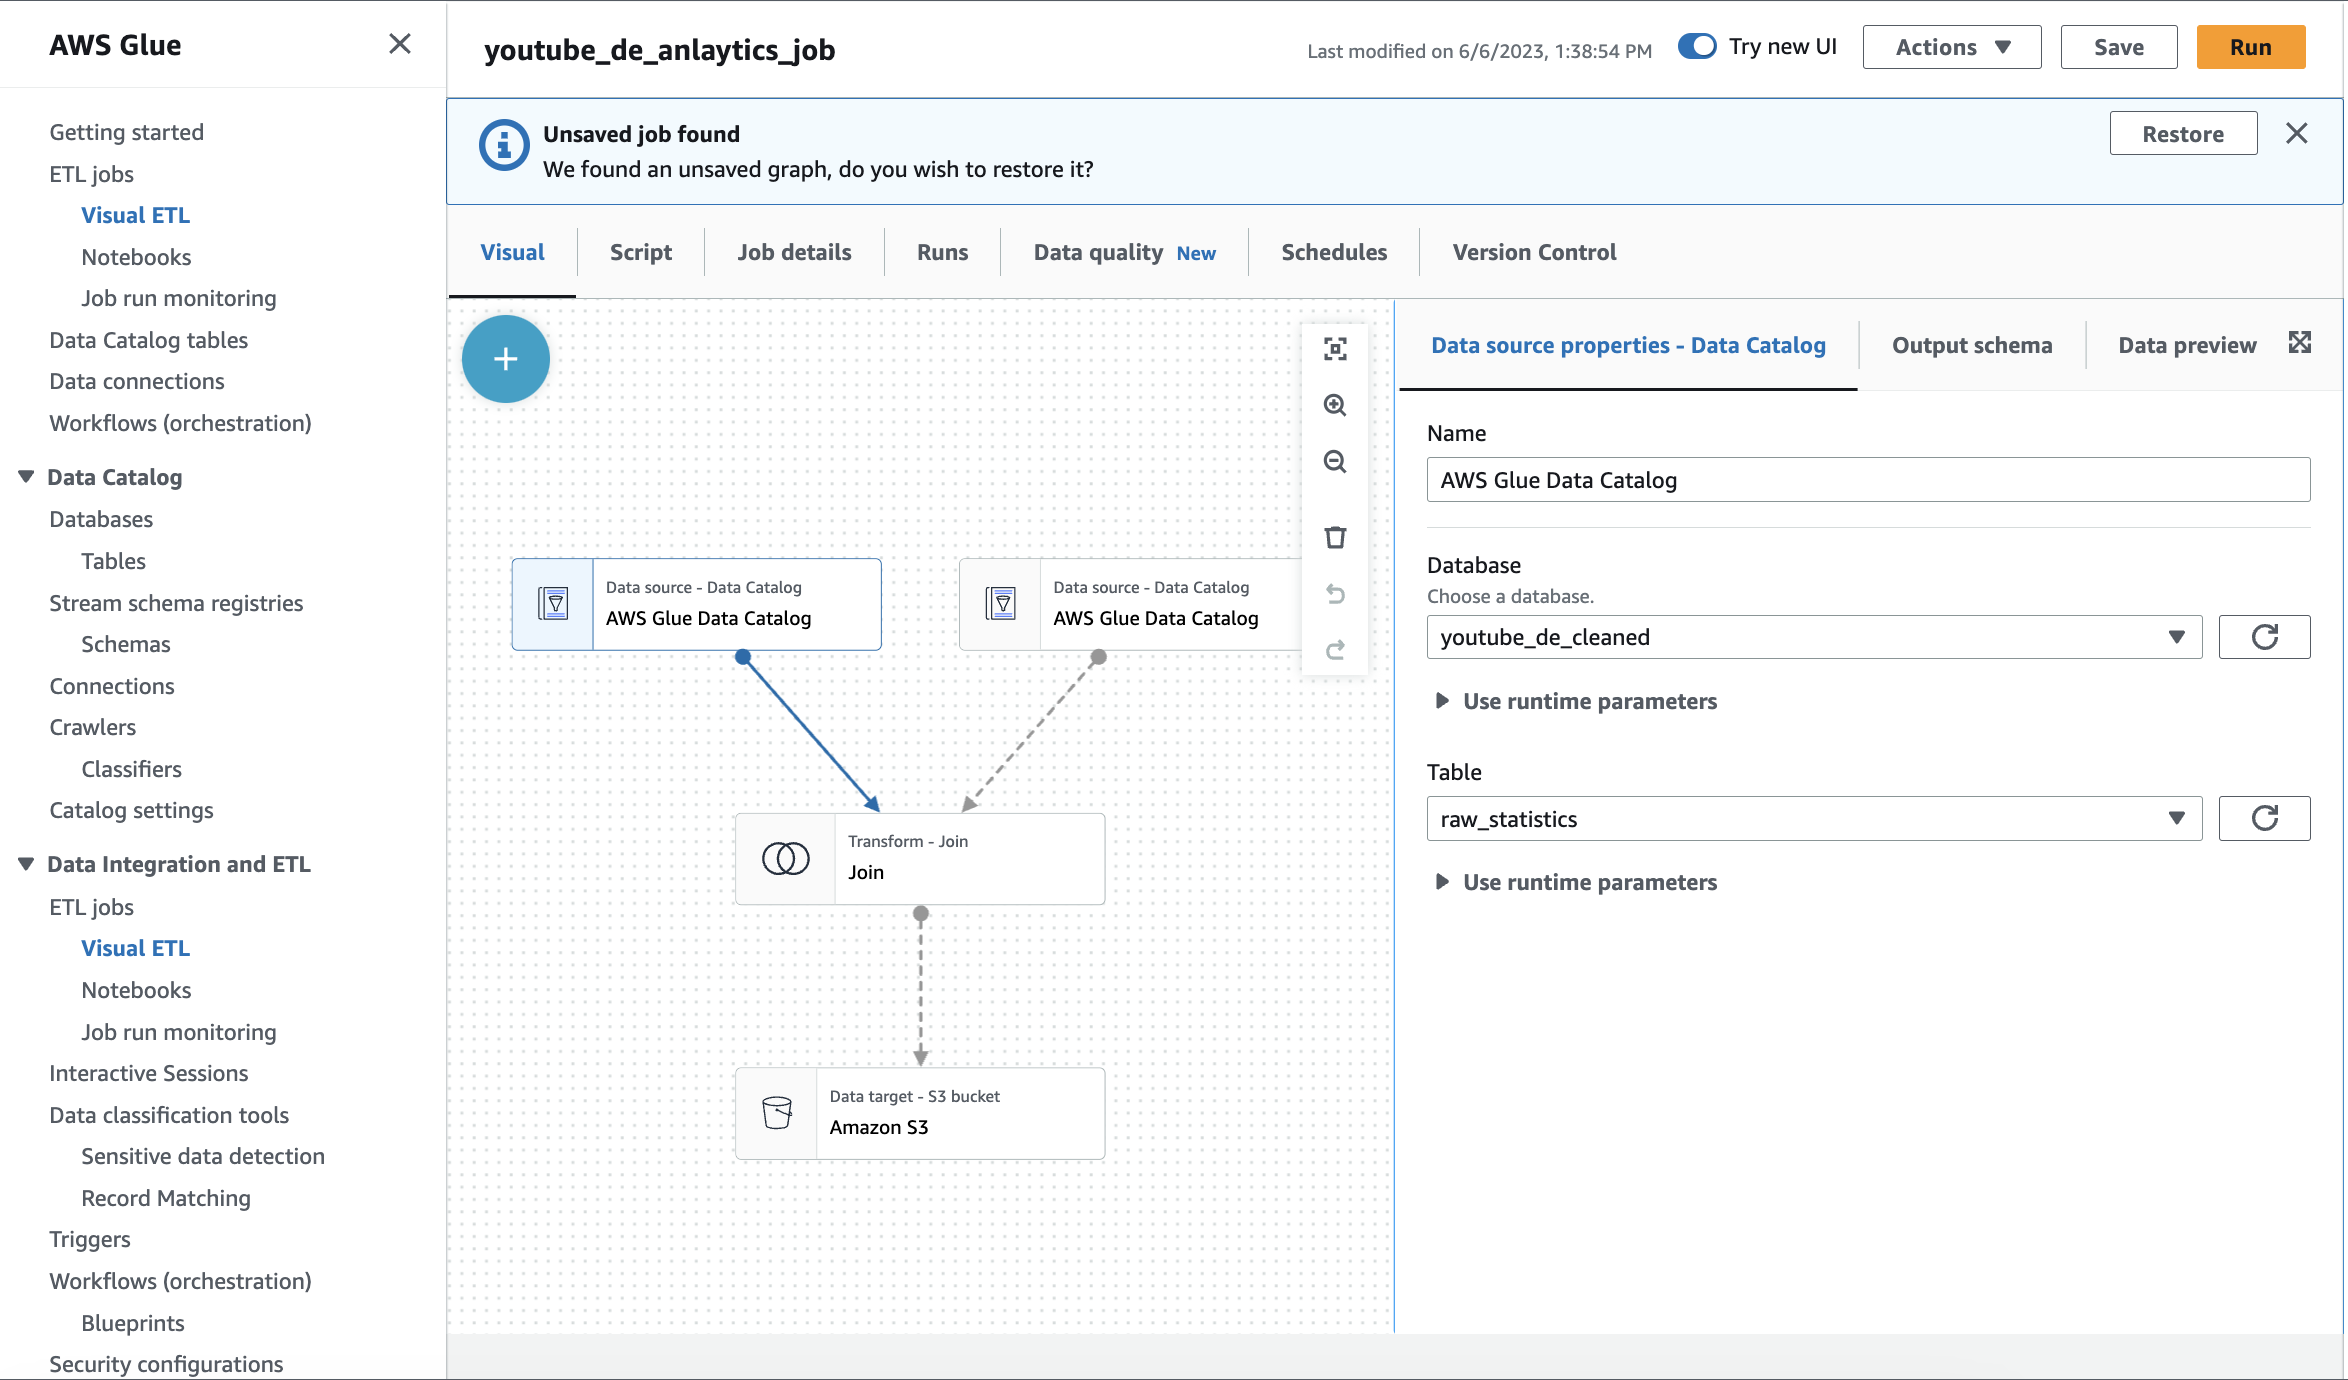 AWS Glue
Getting started
ETL jobs
Visual ETL
Notebooks
Job run monitoring
Data Catalog tables
Data connections
Workflows (orchestration)
Data Catalog
Databases
Tables
Stream schema registries
Schemas
Connections
Crawlers
Classifiers
Catalog settings
Data Integration and ETL
ETL jobs
Visual ETL
Notebooks
Job run monitoring
Interactive Sessions
Data classification tools
Sensitive data detection
Record Matching
Triggers
Workflows (orchestration)
Blueprints
Security configurations
youtube_de_anlaytics_job
Last modified on 6/6/2023, 1:38:54 PM
Try new UI
Actions
Save
Run
Unsaved job found
We found an unsaved graph, do you wish to restore it?
Restore
Visual
Script
Job details
Runs
Data quality New
Schedules
Version Control
Data source - Data Catalog
AWS Glue Data Catalog
Data source - Data Catalog
AWS Glue Data Catalog
Transform - Join
Join
Data target - S3 bucket
Amazon S3
Data source properties - Data Catalog
Output schema
Data preview
Name
AWS Glue Data Catalog
Database
Choose a database.
youtube_de_cleaned
Use runtime parameters
Table
raw_statistics
Use runtime parameters